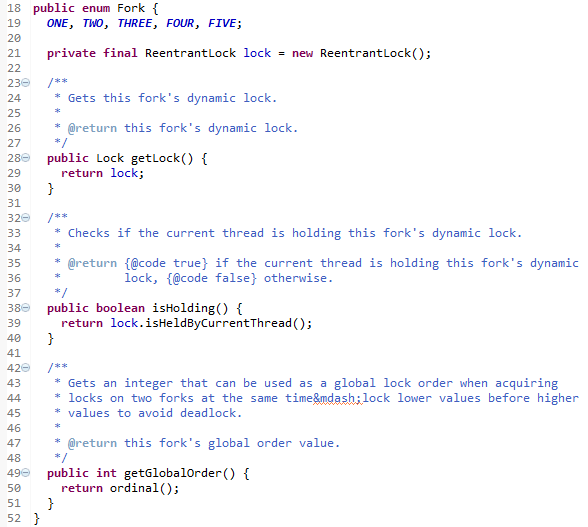 18 public enum Fork {
19   ONE, TWO, THREE, FOUR, FIVE;
20
21   private final ReentrantLock lock = new ReentrantLock();
22
23   /**
24    * Gets this fork's dynamic lock.
25    *
26    * @return this fork's dynamic lock.
27    */
28   public Lock getLock() {
29     return lock;
30   }
31
32   /**
33    * Checks if the current thread is holding this fork's dynamic lock.
34    *
35    * @return {@code true} if the current thread is holding this fork's dynamic
36    *         lock, {@code false} otherwise.
37    */
38   public boolean isHolding() {
39     return lock.isHeldByCurrentThread();
40   }
41
42   /**
43    * Gets an integer that can be used as a global lock order when acquiring
44    * locks on two forks at the same time&mdash;lock lower values before higher
45    * values to avoid deadlock.
46    *
47    * @return this fork's global order value.
48    */
49   public int getGlobalOrder() {
50     return ordinal();
51   }
52 }